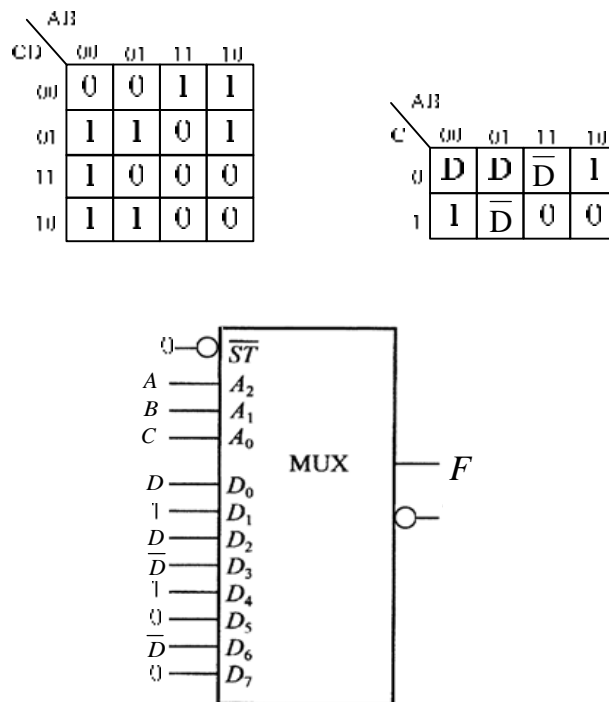 AB
CD 00 01 11 10
00 0 0 1 1
01 1 1 0 1
11 1 0 0 0
10 1 1 0 0
AB
C 00 01 11 10
0 D D D̅ 1
1 1 D̅ 0 0
0 S̅T̅
A A₂
B A₁
C A₀
MUX F
D D₀
1 D₁
D D₂
D̅ D₃
1 D₄
0 D₅
D̅ D₆
0 D₇